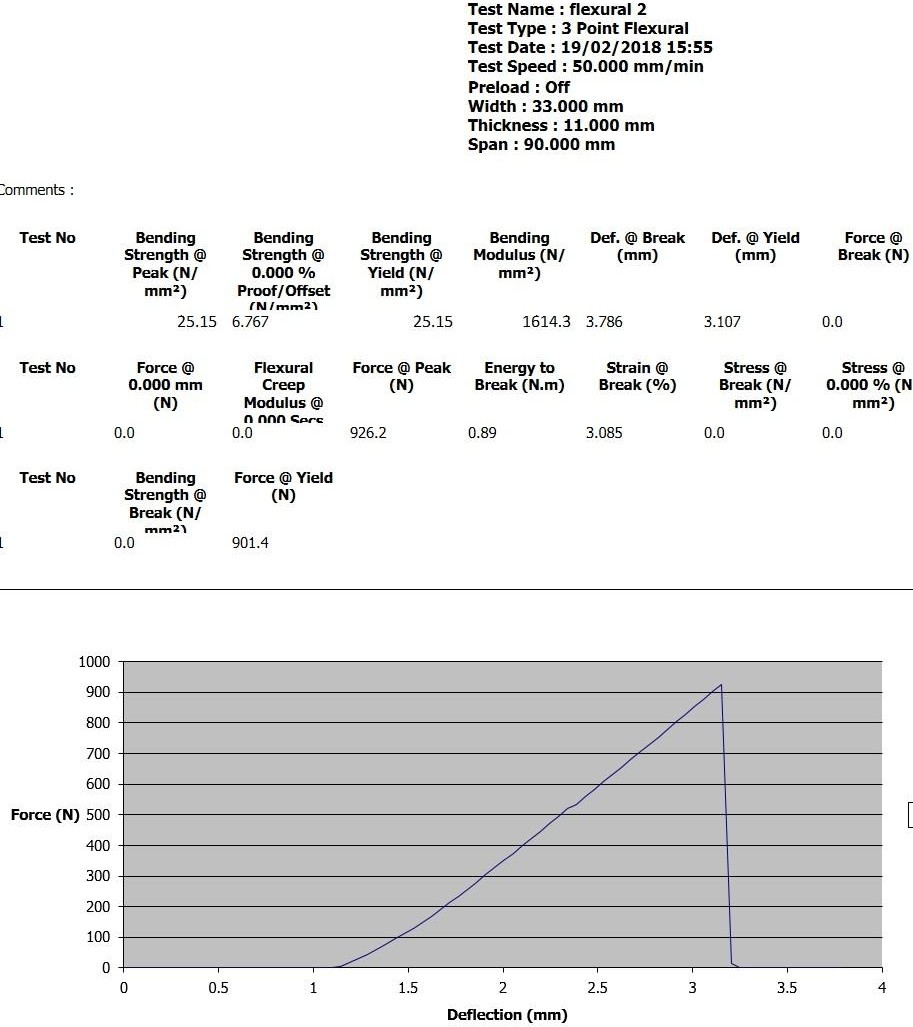 Test Name : flexural 2
Test Type : 3 Point Flexural
Test Date : 19/02/2018 15:55
Test Speed : 50.000 mm/min
Preload : Off
Width : 33.000 mm
Thickness : 11.000 mm
Span : 90.000 mm
Comments :
Test No Bending Bending Bending Bending Def. @ Break Def. @ Yield Force @
Strength @ Strength @ Strength @ Modulus (N/ (mm) (mm) Break (N)
Peak (N/ 0.000 % Yield (N/ mm²)
mm²) Proof/Offset mm²)
(N/mm²)
1 25.15 6.767 25.15 1614.3 3.786 3.107 0.0
Test No Force @ Flexural Force @ Peak Energy to Strain @ Stress @ Stress @
0.000 mm Creep (N) Break (N.m) Break (%) Break (N/ 0.000 % (N
(N) Modulus @ mm²) mm²)
0.000 Secs
1 0.0 0.0 926.2 0.89 3.085 0.0 0.0
Test No Bending Force @ Yield
Strength @ (N)
Break (N/
mm²)
1 0.0 901.4
1000
900
800
700
600
Force (N) 500
400
300
200
100
0
0 0.5 1 1.5 2 2.5 3 3.5 4
Deflection (mm)